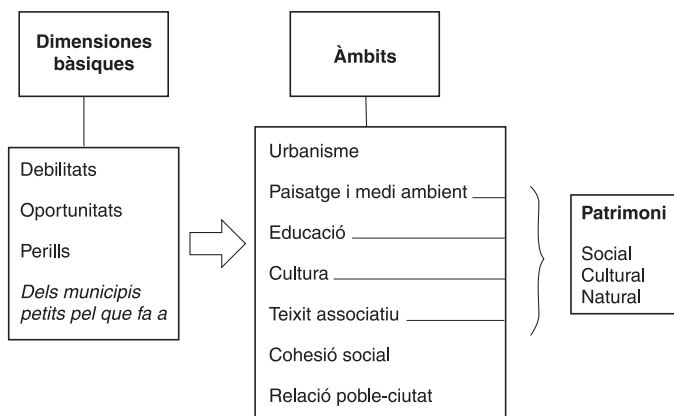 Dimensiones
bàsiques
Debilitats
Oportunitats
Perills
Dels municipis
petits pel que fa a
Àmbits
Urbanisme
Paisatge i medi ambient
Educació
Cultura
Teixit associatiu
Cohesió social
Relació poble-ciutat
Patrimoni
Social
Cultural
Natural